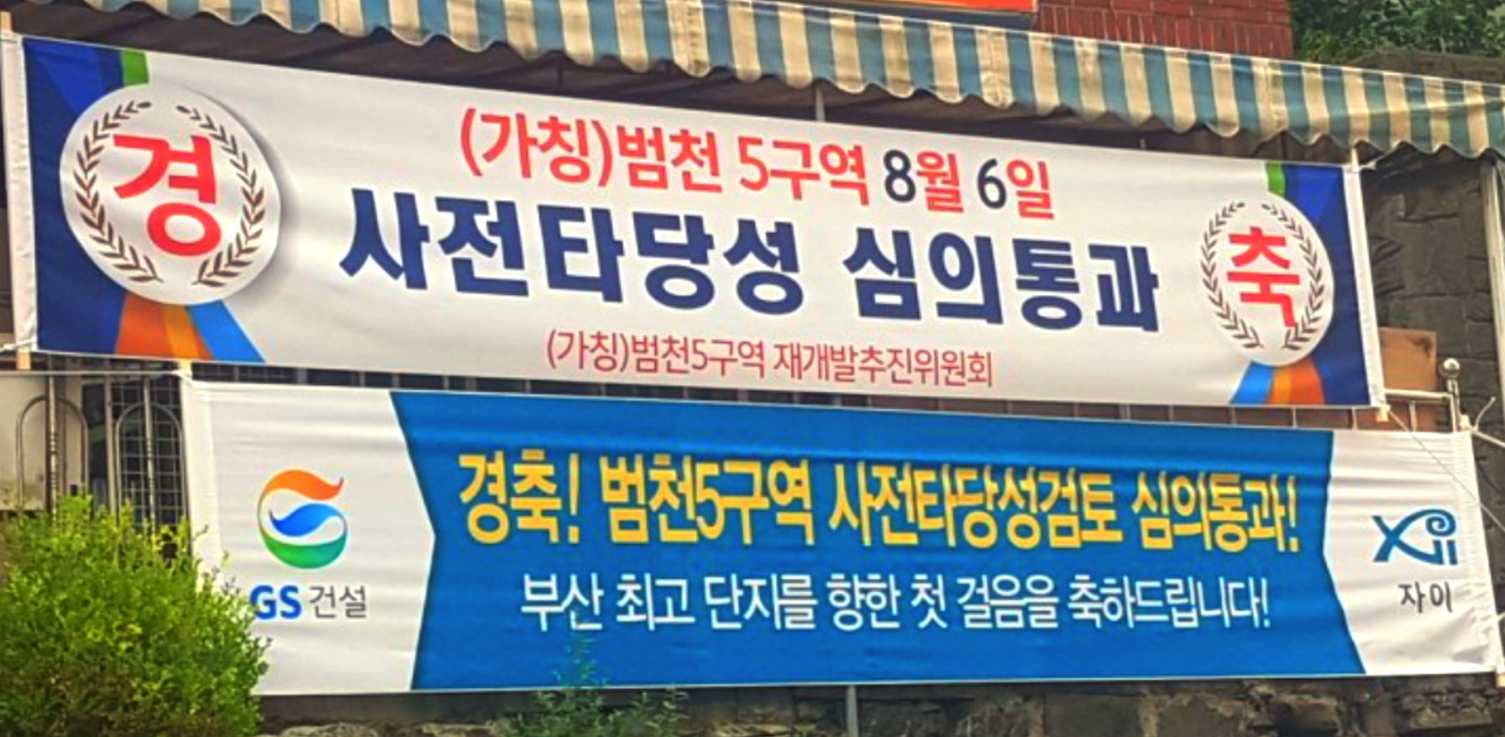 경 축
(가칭)범천 5구역 8월 6일
사전타당성 심의통과
(가칭)범천5구역 재개발추진위원회
경축! 범천5구역 사전타당성검토 심의통과!
부산 최고 단지를 향한 첫 걸음을 축하드립니다!
GS건설
Xii
자이